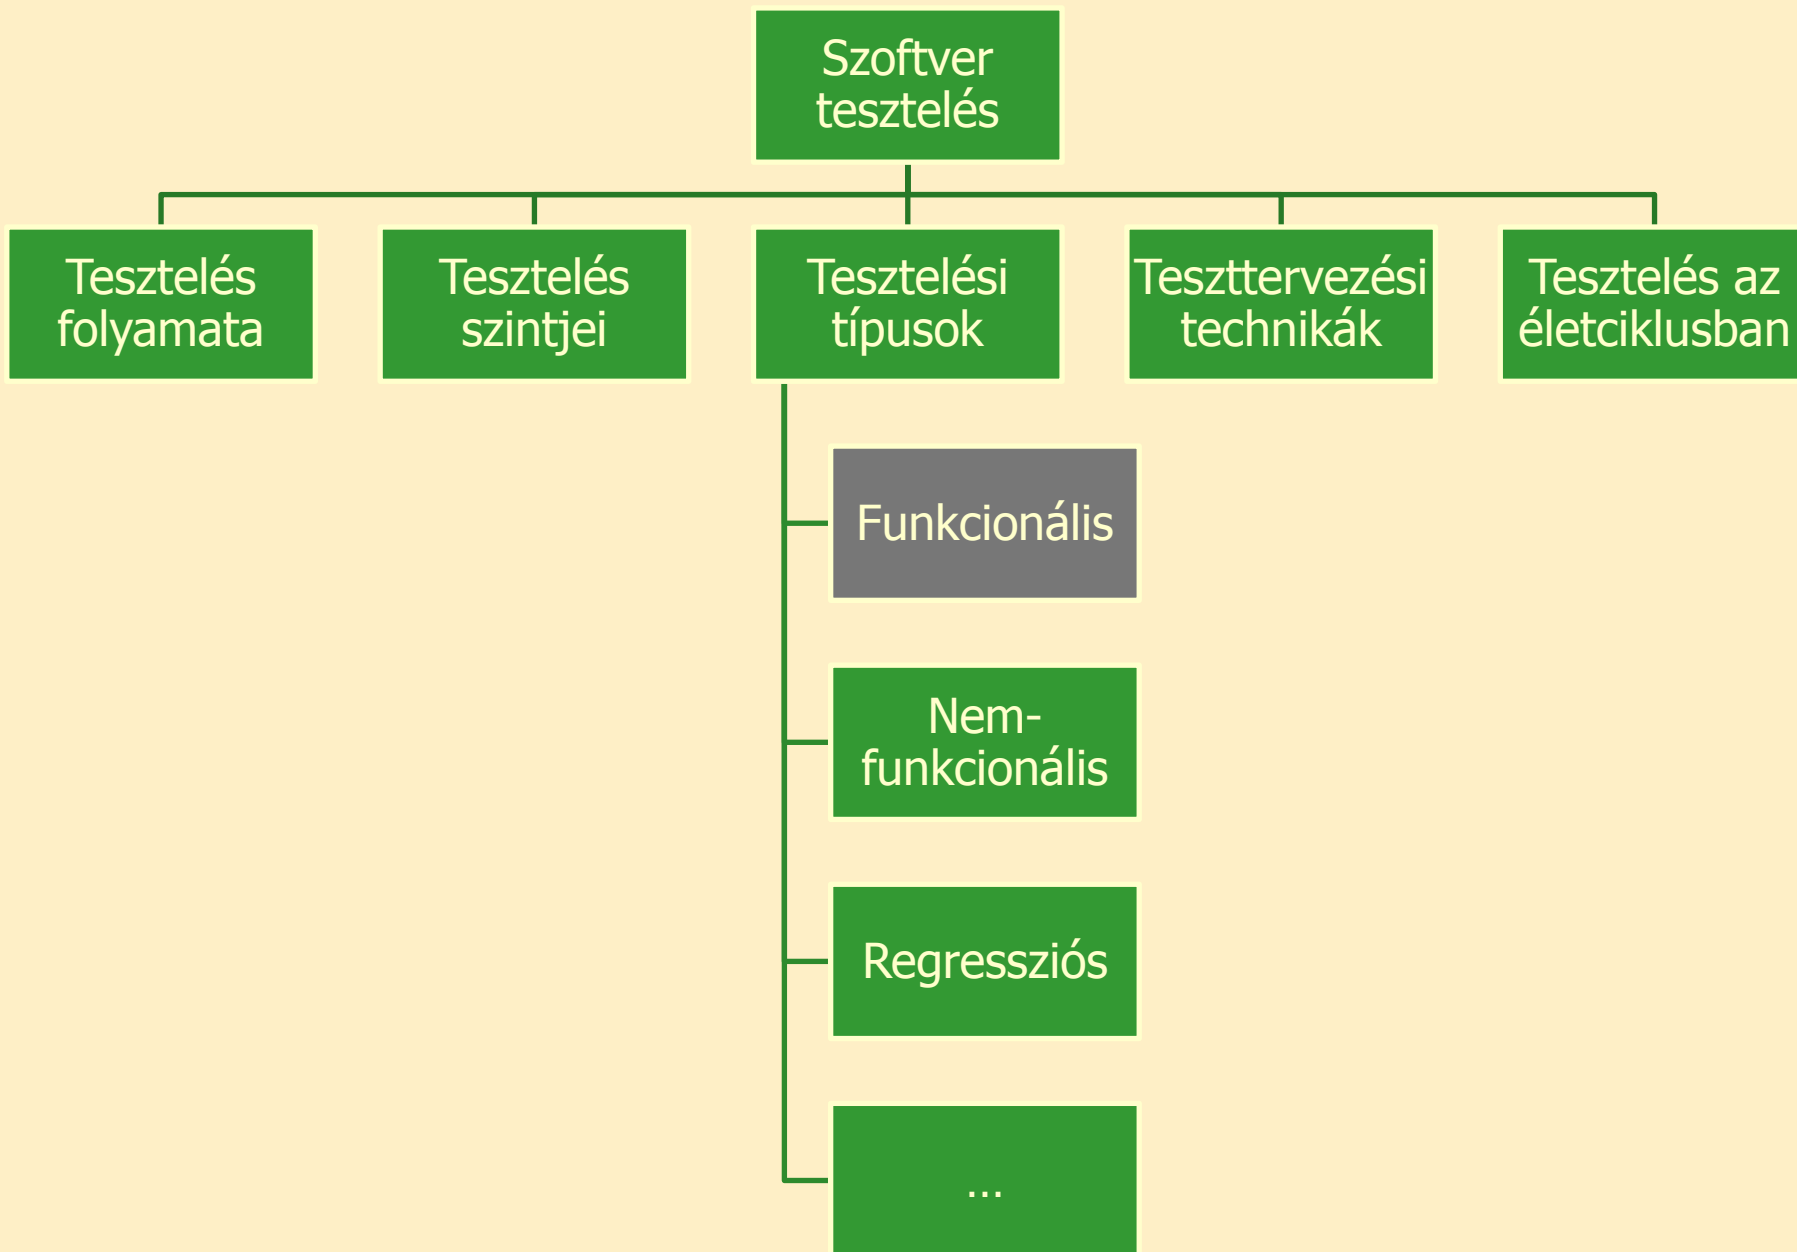 Szoftver
tesztelés
Tesztelés
folyamata
Tesztelés
szintjei
Tesztelési
típusok
Teszttervezési
technikák
Tesztelés az
életciklusban
Funkcionális
Nem-
funkcionális
Regressziós
...